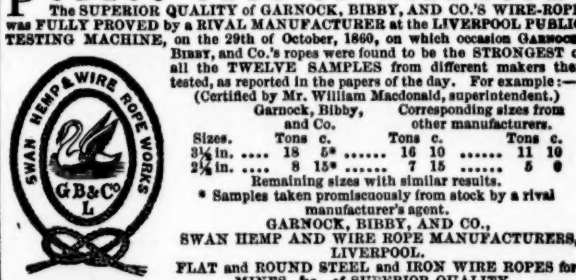 The SUPERIOR QUALITY of GARNOCK, BIBBY, AND CO.'S WIRE-ROPE
was FULLY PROVED by a RIVAL MANUFACTURER at the LIVERPOOL PUBLIC
TESTING MACHINE, on the 29th of October, 1860, on which occasion GARNOCK
BIBBY, and Co.'s ropes were found to be the STRONGEST
all the TWELVE SAMPLES from different makers the
tested, as reported in the papers of the day. For example:—
(Certified by Mr. William Macdonald, superintendent.)
Garnock, Bibby, Corresponding sizes from
and Co. other manufacturers.
Sizes. Tons c. Tons c. Tons c.
3⅛ in. .... 18 5* ...... 16 10 ...... 11 10
2½ in. .... 8 15* ...... 7 15 ...... 5 0
Remaining sizes with similar results.
* Samples taken promiscuously from stock by a rival
manufacturer's agent.
GARNOCK, BIBBY, AND CO.,
SWAN HEMP AND WIRE ROPE MANUFACTURERS,
LIVERPOOL.
FLAT and ROUND STEEL and IRON WIRE ROPES for
SWAN HEMP & WIRE ROPE WORKS
G B & Co
L